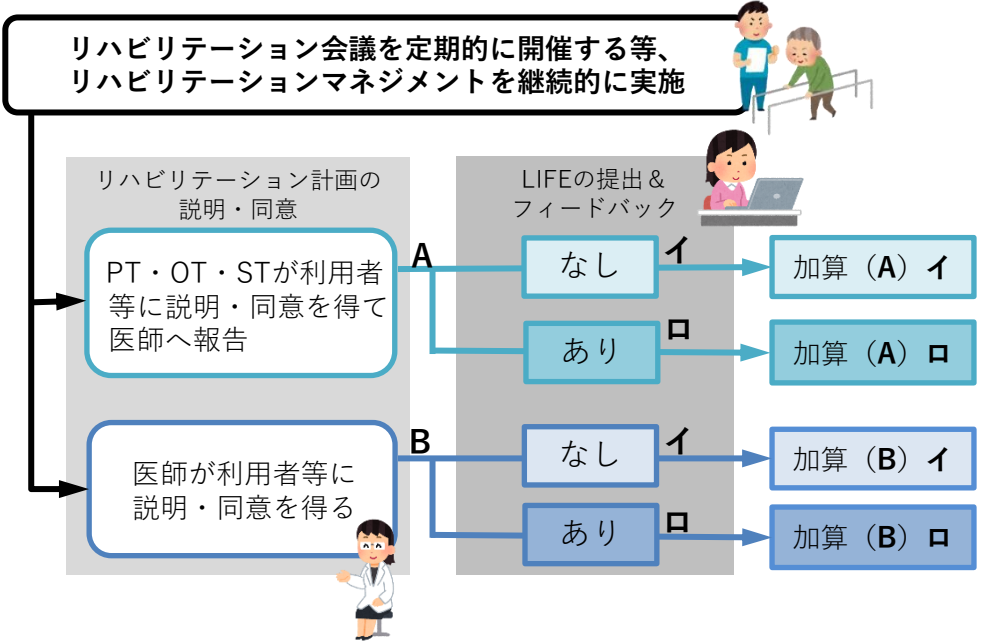 リハビリテーション会議を定期的に開催する等、
リハビリテーションマネジメントを継続的に実施
リハビリテーション計画の
説明・同意
LIFEの提出＆
フィードバック
PT・OT・STが利用者
等に説明・同意を得て
医師へ報告
A
なし
イ
加算（A）イ
あり
ロ
加算（A）ロ
医師が利用者等に
説明・同意を得る
B
なし
イ
加算（B）イ
あり
ロ
加算（B）ロ